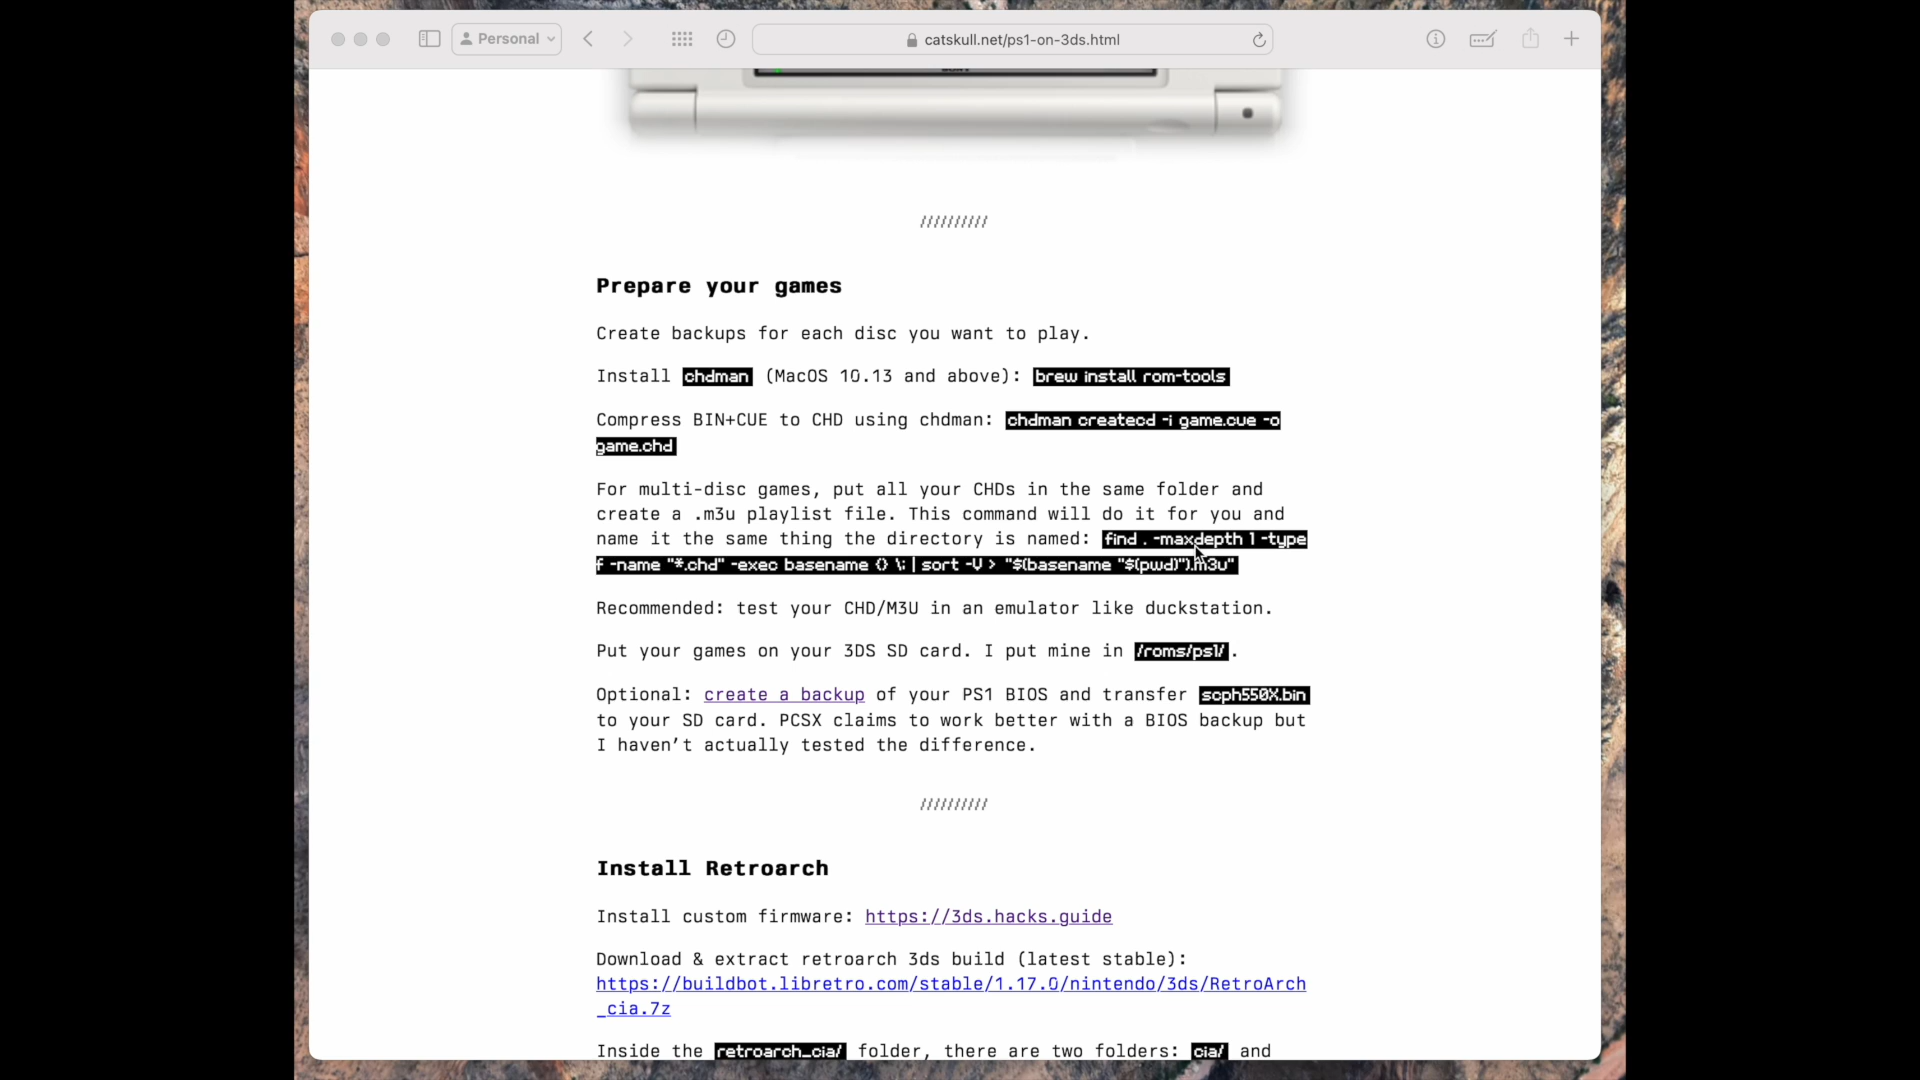 Personal
catskull.net/ps1-on-3ds.html
//////////
Prepare your games
Create backups for each disc you want to play.
Install chdman (MacOS 10.13 and above): brew install rom-tools
Compress BIN+CUE to CHD using chdman: chdman createcd -i game.cue -o
game.chd
For multi-disc games, put all your CHDs in the same folder and
create a .m3u playlist file. This command will do it for you and
name it the same thing the directory is named: find . -maxdepth 1 -type
f -name "*.chd" -exec basename {} \; | sort -V > "$(basename "$(pwd)").m3u"
Recommended: test your CHD/M3U in an emulator like duckstation.
Put your games on your 3DS SD card. I put mine in /roms/ps1/.
Optional: create a backup of your PS1 BIOS and transfer scph550X.bin
to your SD card. PCSX claims to work better with a BIOS backup but
I haven’t actually tested the difference.
//////////
Install Retroarch
Install custom firmware: https://3ds.hacks.guide
Download & extract retroarch 3ds build (latest stable):
https://buildbot.libretro.com/stable/1.17.0/nintendo/3ds/RetroArch
_cia.7z
Inside the retroarch_cia/ folder, there are two folders: cia/ and